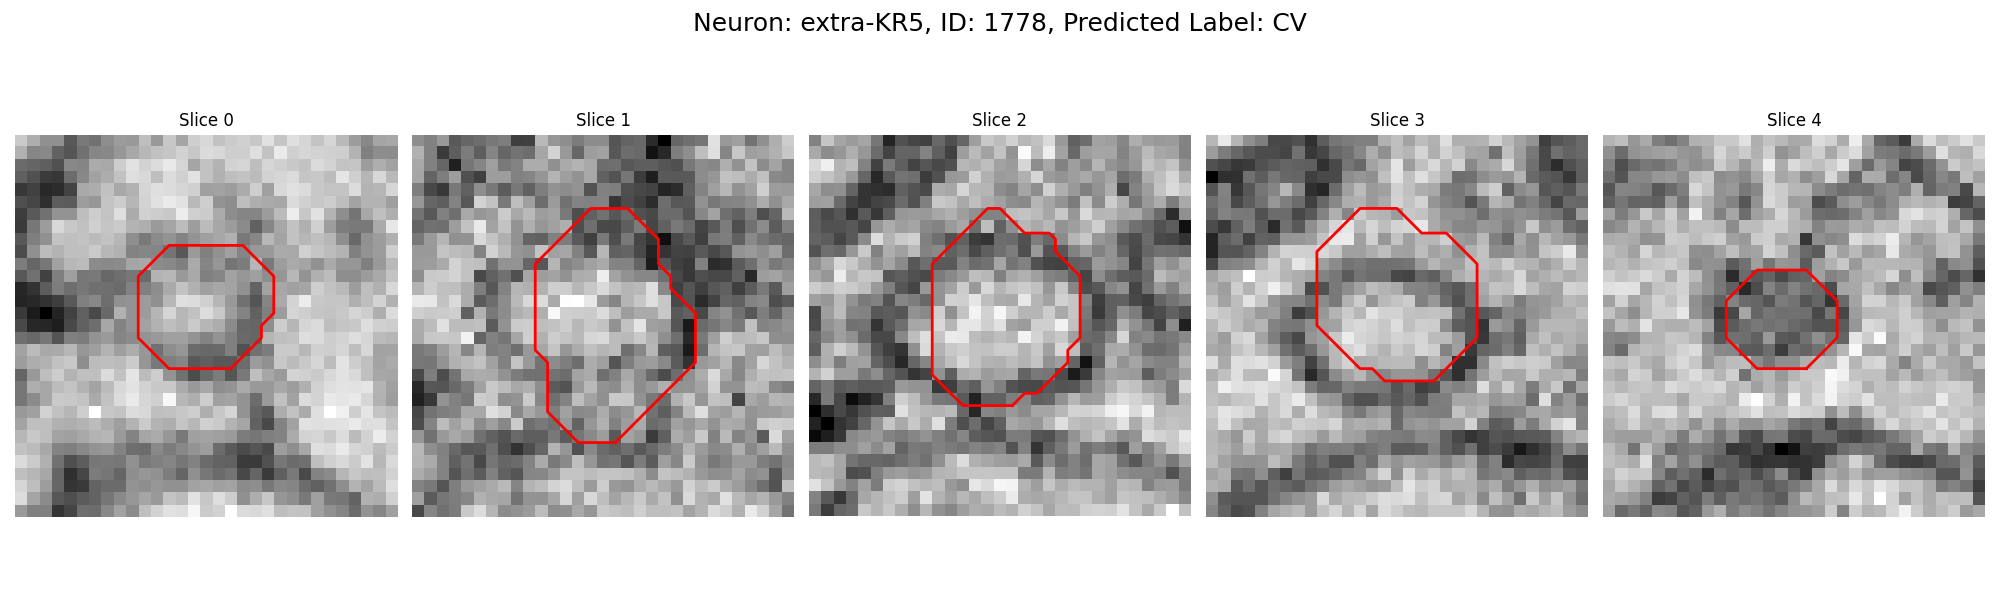 Neuron: extra-KR5, ID: 1778, Predicted Label: CV
Slice 0
Slice 1
Slice 2
Slice 3
Slice 4